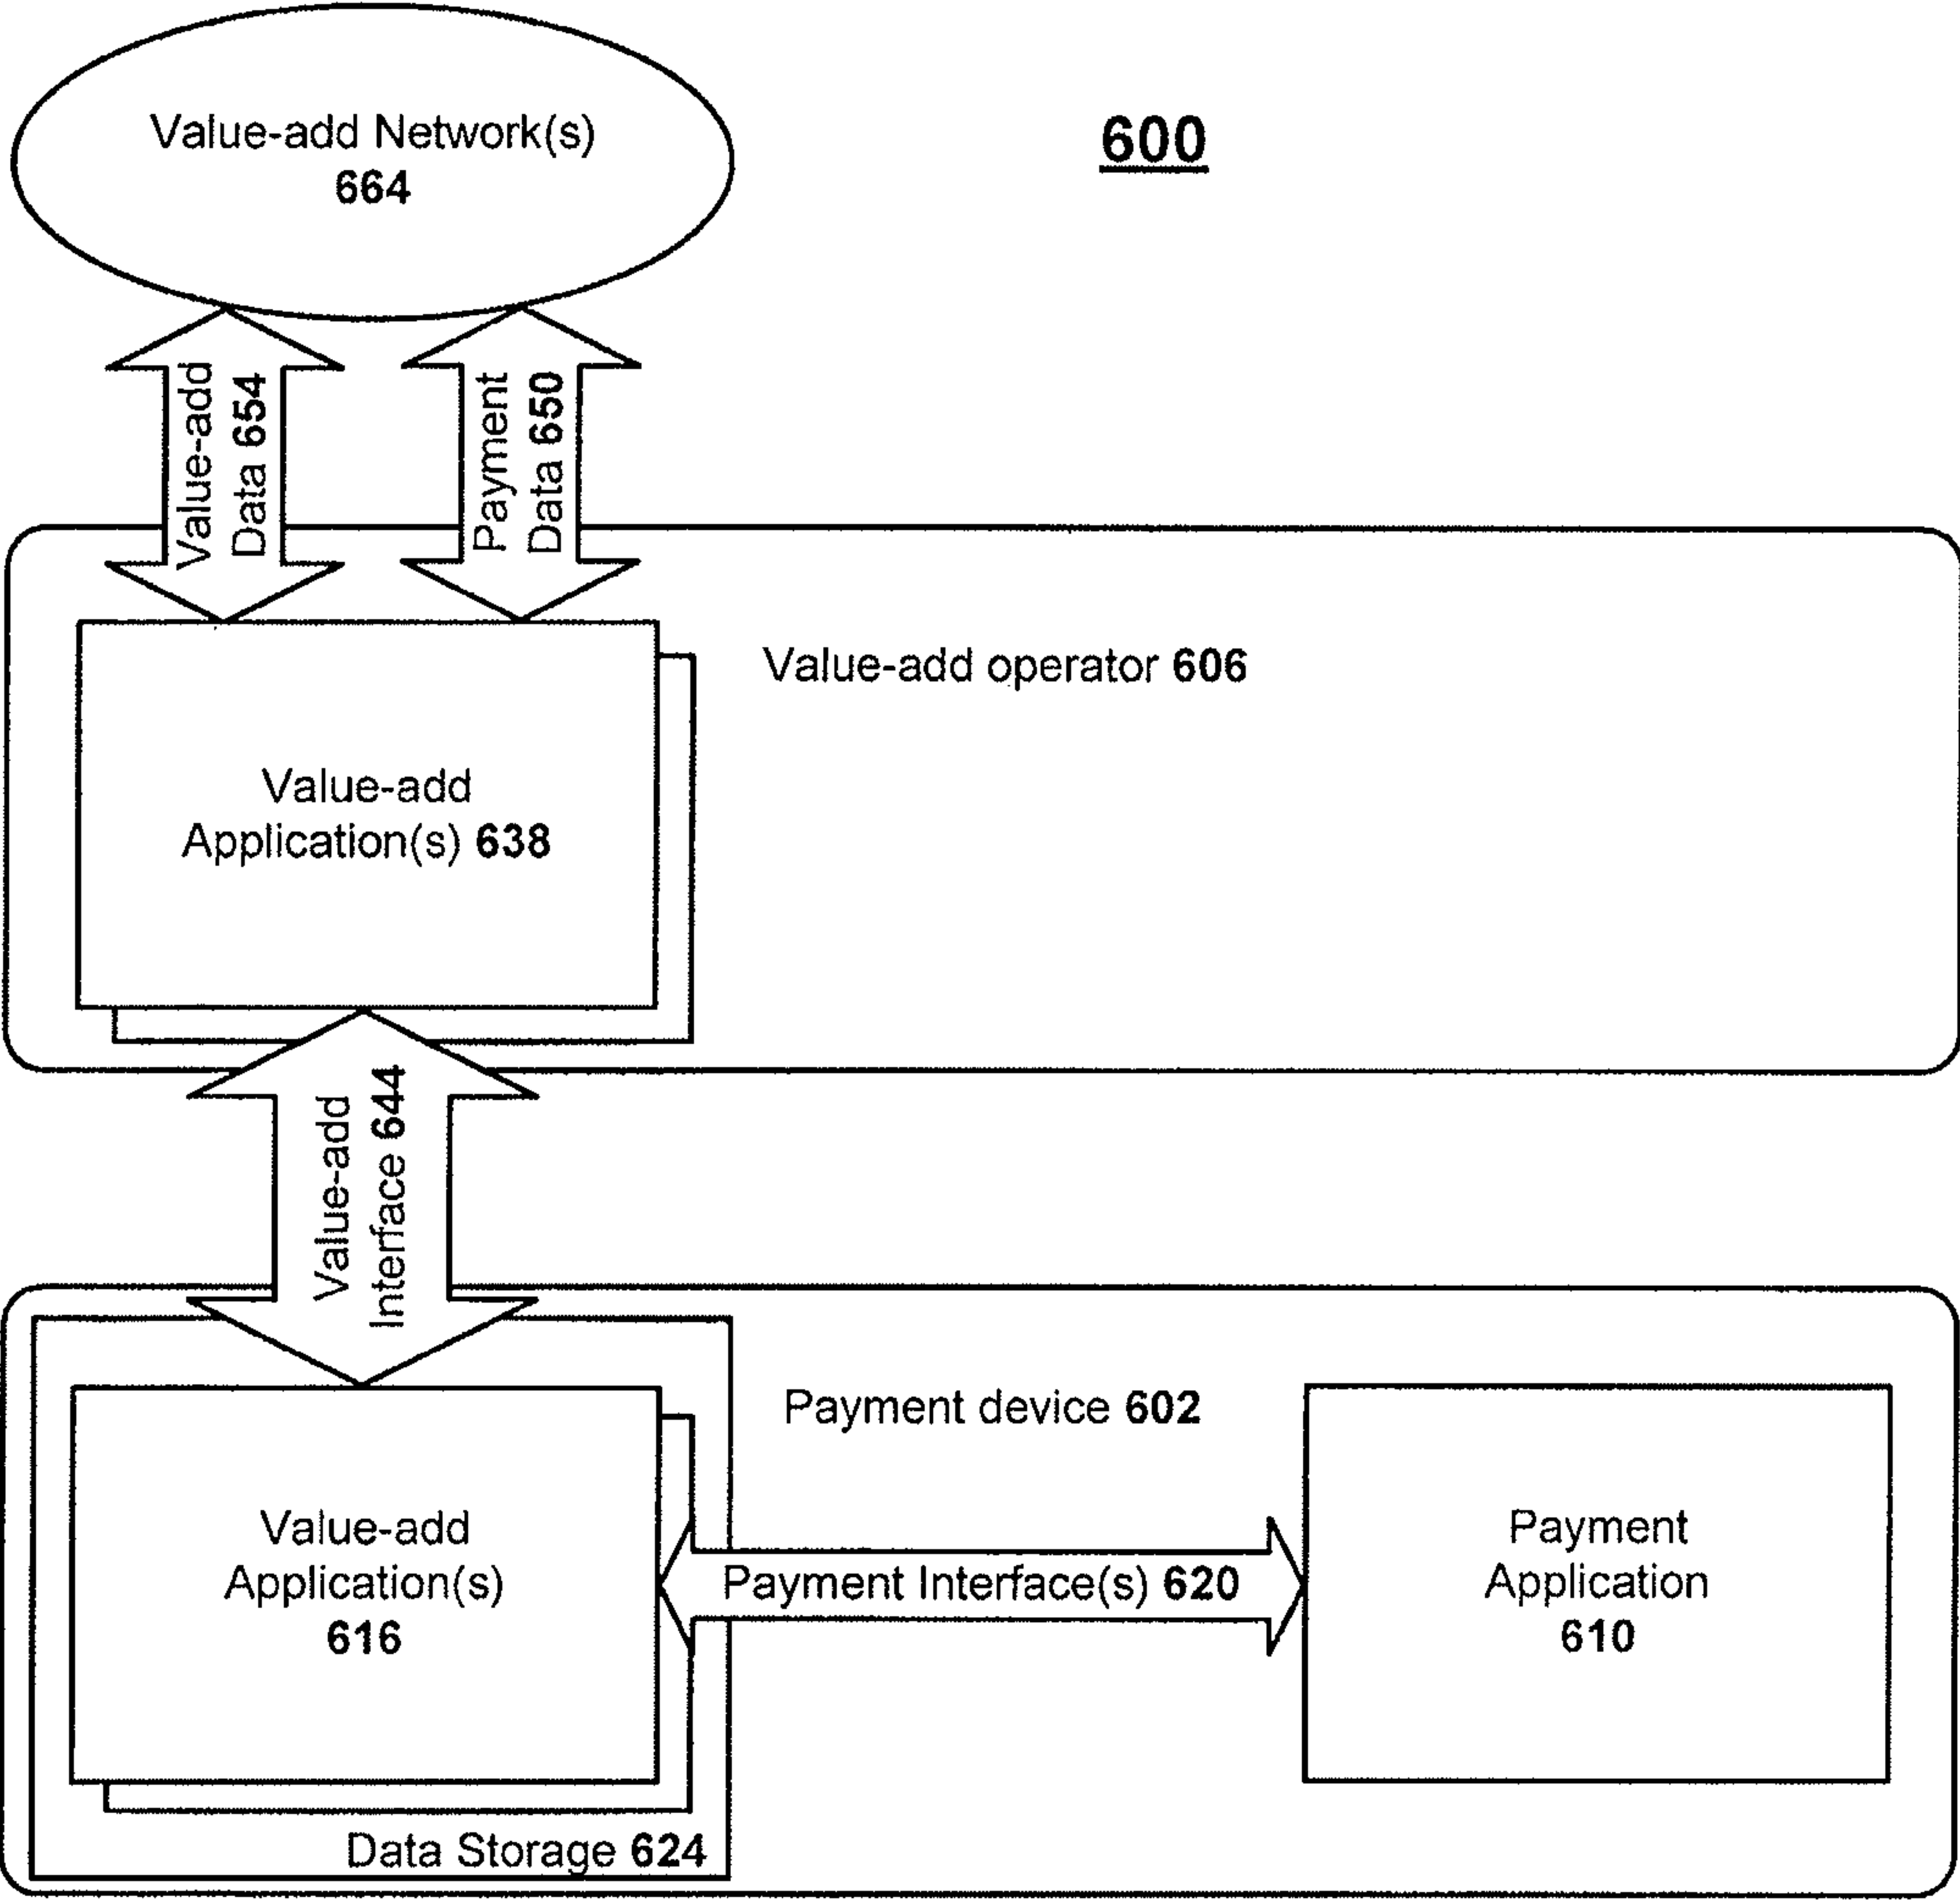 Value-add Network(s)
664
600
Value-add
Data 654
Payment
Data 650
Value-add operator 606
Value-add
Application(s) 638
Value-add
Interface 644
Payment device 602
Value-add
Application(s)
616
Payment Interface(s) 620
Payment
Application
610
Data Storage 624